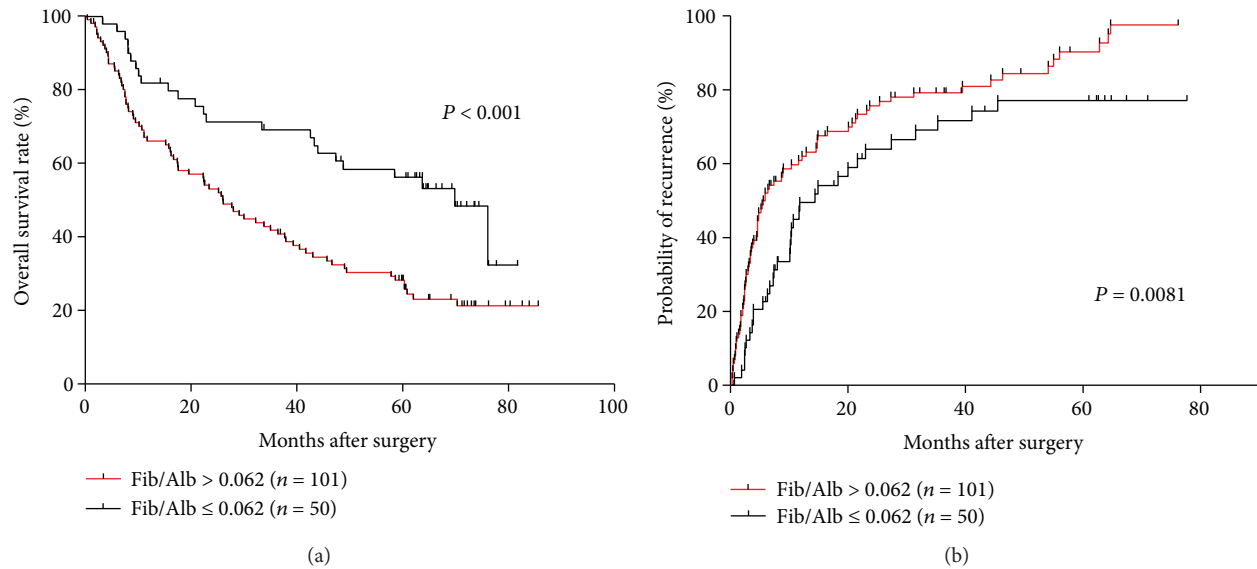 100
80
60
40
20
0
Overall survival rate (%)
P < 0.001
0 20 40 60 80 100
Months after surgery
Fib/Alb > 0.062 (n = 101)
Fib/Alb ≤ 0.062 (n = 50)
(a)
100
80
60
40
20
0
Probability of recurrence (%)
P = 0.0081
0 20 40 60 80
Months after surgery
Fib/Alb > 0.062 (n = 101)
Fib/Alb ≤ 0.062 (n = 50)
(b)